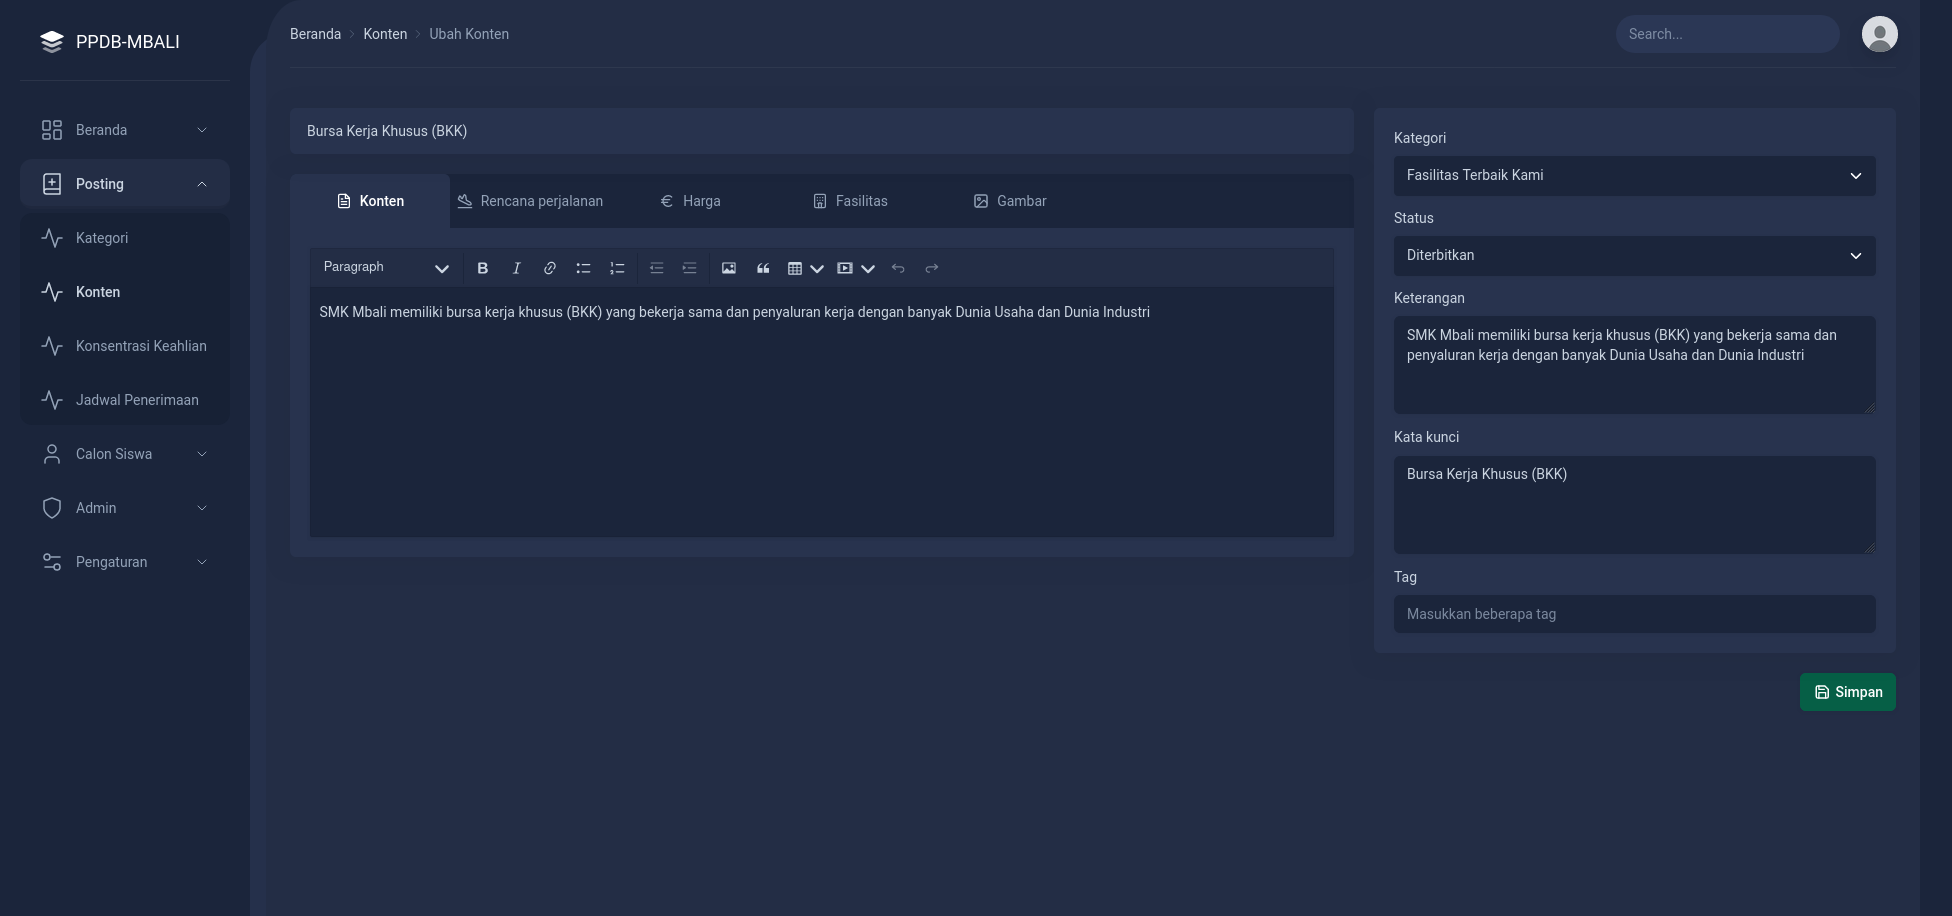 PPDB-MBALI
Beranda
Posting
Kategori
Konten
Konsentrasi Keahlian
Jadwal Penerimaan
Calon Siswa
Admin
Pengaturan
Beranda > Konten > Ubah Konten
Search...
Bursa Kerja Khusus (BKK)
Konten Rencana perjalanan Harga Fasilitas Gambar
Paragraph
SMK Mbali memiliki bursa kerja khusus (BKK) yang bekerja sama dan penyaluran kerja dengan banyak Dunia Usaha dan Dunia Industri
Kategori
Fasilitas Terbaik Kami
Status
Diterbitkan
Keterangan
SMK Mbali memiliki bursa kerja khusus (BKK) yang bekerja sama dan
penyaluran kerja dengan banyak Dunia Usaha dan Dunia Industri
Kata kunci
Bursa Kerja Khusus (BKK)
Tag
Masukkan beberapa tag
Simpan